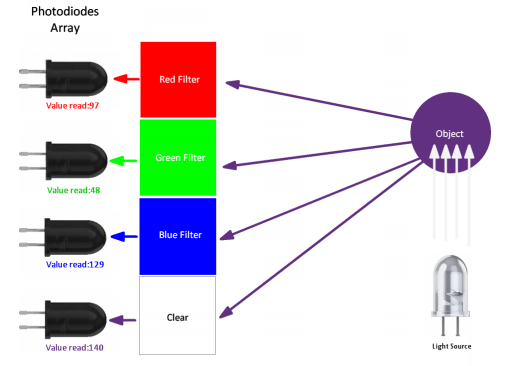 Photodiodes
Array
Red Filter
Value read:97
Object
Green Filter
Value read:48
Blue Filter
Value read:129
Clear
Value read:140
Light Source